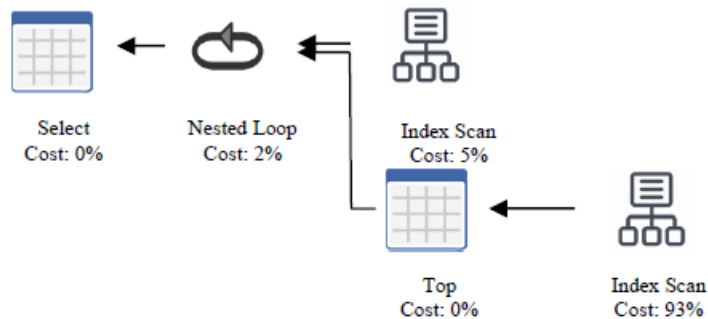 Select
Cost: 0%
Nested Loop
Cost: 2%
Index Scan
Cost: 5%
Top
Cost: 0%
Index Scan
Cost: 93%